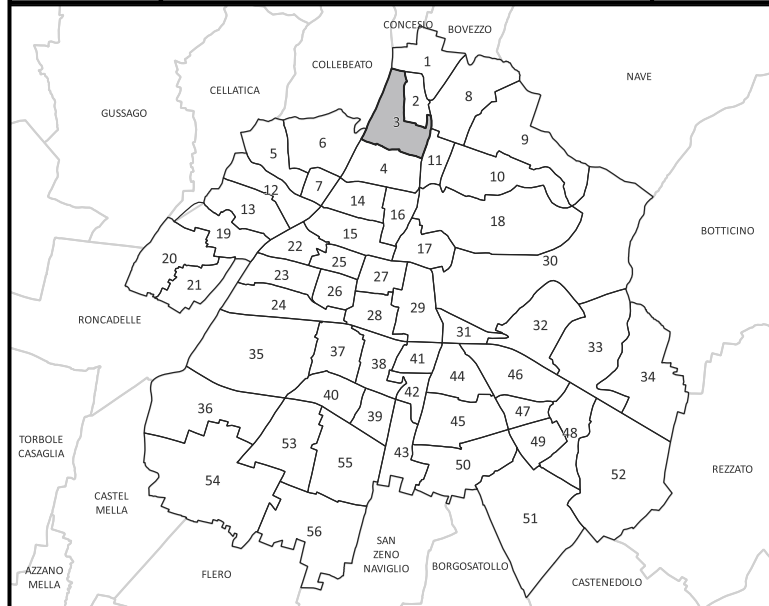 CONCESIO
BOVEZZO
COLLEBEATO
NAVE
CELLATICA
GUSSAGO
1
2
8
3
9
6
5
4
11
10
7
12
14
13
16
18
19
15
17
BOTTICINO
22
20
25
30
23
27
21
26
29
24
28
RONCADELLE
31
32
33
35
37
38
41
44
46
34
40
42
36
39
47
45
48
53
49
43
TORBOLE
CASAGLIA
55
50
52
REZZATO
54
CASTEL
MELLA
51
56
SAN
ZENO
NAVIGLIO
AZZANO
MELLA
FLERO
BORGOSATOLLO
CASTENEDOLO